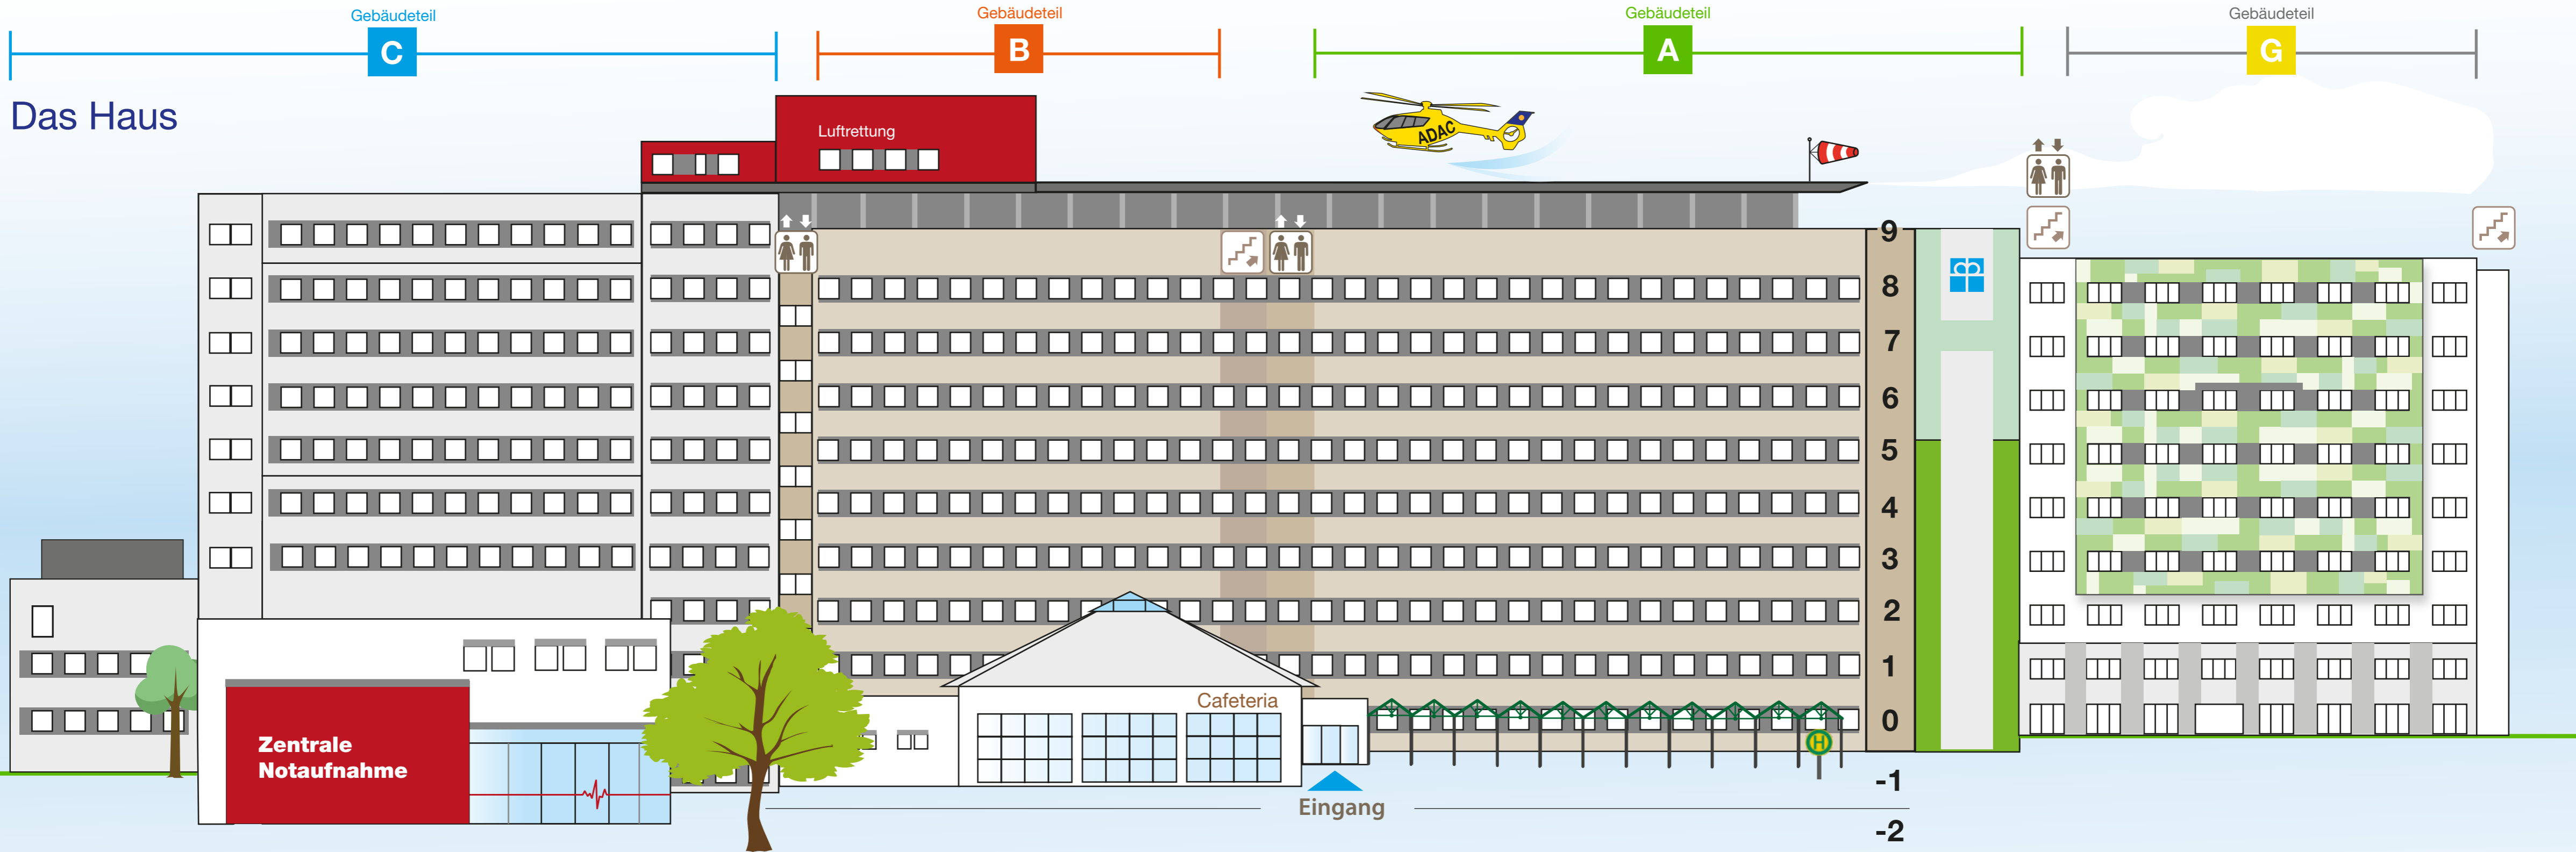 Gebäudeteil
C
Gebäudeteil
B
Gebäudeteil
A
Gebäudeteil
G
Das Haus
Luftrettung
ADAC
9
8
7
6
5
4
3
2
1
0
-1
-2
Cafeteria
Zentrale
Notaufnahme
H
Eingang